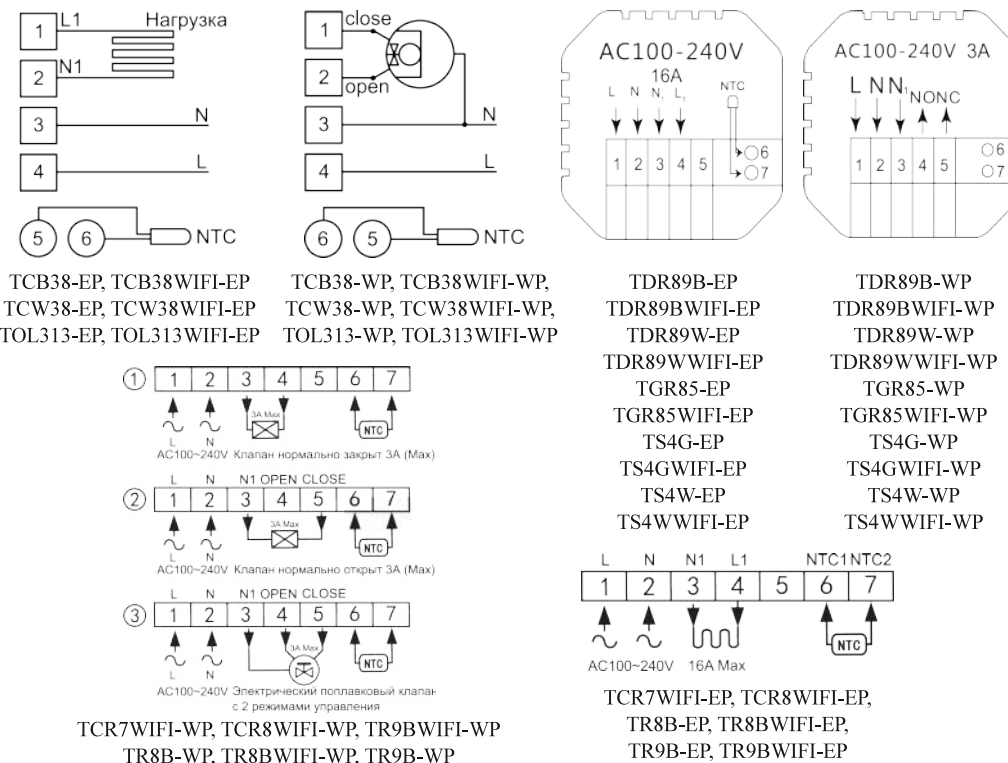 1 L1 Нагрузка
2 N1
3 N
4 L
5 6 NTC
TCB38-EP, TCB38WIFI-EP
TCW38-EP, TCW38WIFI-EP
TOL313-EP, TOL313WIFI-EP
1 close
2 open
3 N
4 L
6 5 NTC
TCB38-WP, TCB38WIFI-WP,
TCW38-WP, TCW38WIFI-WP,
TOL313-WP, TOL313WIFI-WP
AC100-240V
16A
L N N1 L1 NTC
1 2 3 4 5 6
7
TDR89B-EP
TDR89BWIFI-EP
TDR89W-EP
TDR89WWIFI-EP
TGR85-EP
TGR85WIFI-EP
TS4G-EP
TS4GWIFI-EP
TS4W-EP
TS4WWIFI-EP
AC100-240V 3A
L N N1 NO NC
1 2 3 4 5 6
7
TDR89B-WP
TDR89BWIFI-WP
TDR89W-WP
TDR89WWIFI-WP
TGR85-WP
TGR85WIFI-WP
TS4G-WP
TS4GWIFI-WP
TS4W-WP
TS4WWIFI-WP
① 1 2 3 4 5 6 7
3A Max
NTC
L N
AC100~240V Клапан нормально закрыт 3A (Max)
L N N1 OPEN CLOSE
② 1 2 3 4 5 6 7
3A Max
NTC
L N
AC100~240V Клапан нормально открыт 3A (Max)
L N N1 OPEN CLOSE
③ 1 2 3 4 5 6 7
3A Max
NTC
L N
AC100~240V Электрический поплавковый клапан
с 2 режимами управления
TCR7WIFI-WP, TCR8WIFI-WP, TR9BWIFI-WP
TR8B-WP, TR8BWIFI-WP, TR9B-WP
L N N1 L1 NTC1 NTC2
1 2 3 4 5 6 7
NTC
AC100~240V 16A Max
TCR7WIFI-EP, TCR8WIFI-EP,
TR8B-EP, TR8BWIFI-EP,
TR9B-EP, TR9BWIFI-EP